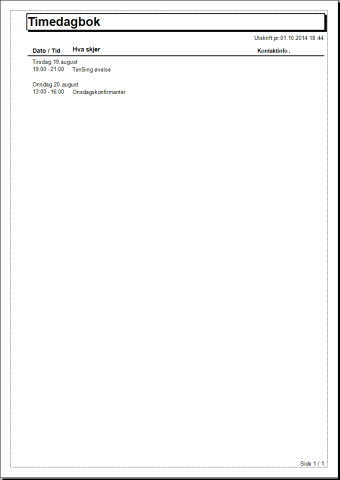 Timedagbok
Utskrift pr.01.10.2014 18:44
Dato / Tid Hva skjer Kontaktinfo .
Tirsdag 19.august
19:00 - 21:00 TenSing øvelse
Onsdag 20.august
13:00 - 16:00 Onsdagskonfirmanter
Side 1 / 1